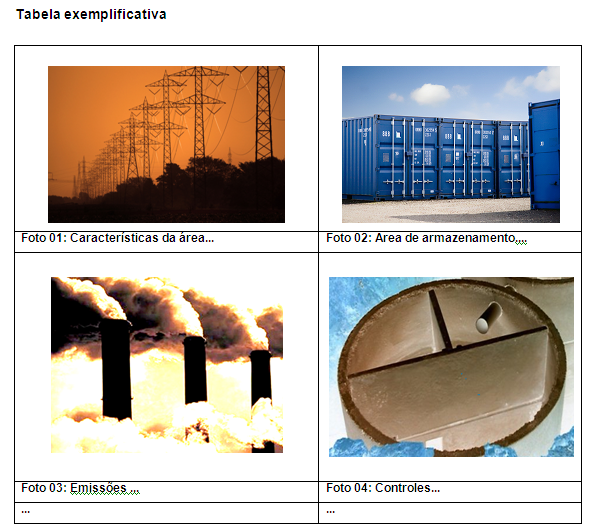 Tabela exemplificativa
Foto 01: Características da área...
Foto 02: Area de armazenamento,,,,
Foto 03: Emissões ,,,
Foto 04: Controles...
...
...